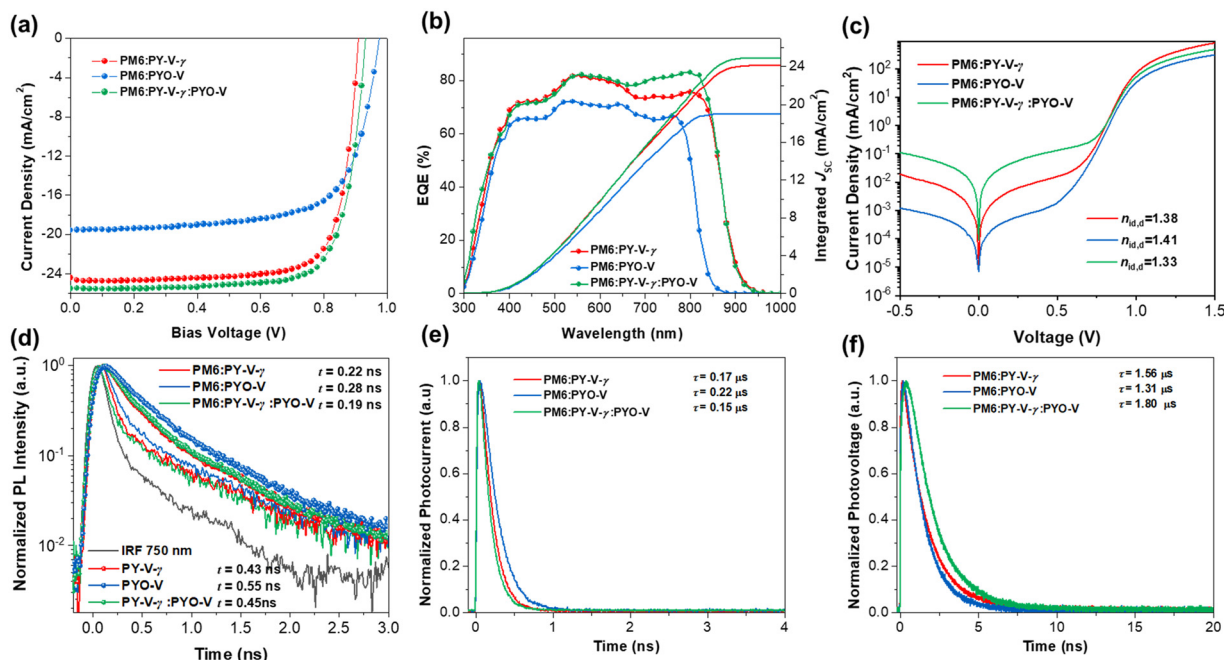 (a)
PM6:PY-V-γ
PM6:PYO-V
PM6:PY-V-γ:PYO-V
0
-4
-8
-12
-16
-20
-24
Current Density (mA/cm²)
0.0 0.2 0.4 0.6 0.8 1.0
Bias Voltage (V)
(b)
80
60
40
20
0
EQE (%)
28
24
20
16
12
8
4
0
Integrated JSC (mA/cm²)
PM6:PY-V-γ
PM6:PYO-V
PM6:PY-V-γ:PYO-V
300 400 500 600 700 800 900 1000
Wavelength (nm)
(c)
PM6:PY-V-γ
PM6:PYO-V
PM6:PY-V-γ :PYO-V
10²
10¹
10⁰
10⁻¹
10⁻²
10⁻³
10⁻⁴
10⁻⁵
10⁻⁶
Current Density (mA/cm²)
nid,d=1.38
nid,d=1.41
nid,d=1.33
-0.5 0.0 0.5 1.0 1.5
Voltage (V)
(d)
PM6:PY-V-γ t = 0.22 ns
PM6:PYO-V t = 0.28 ns
PM6:PY-V-γ :PYO-V t = 0.19 ns
10⁰
10⁻¹
10⁻²
Normalized PL Intensity (a.u.)
IRF 750 nm
PY-V-γ t = 0.43 ns
PYO-V t = 0.55 ns
PY-V-γ :PYO-V t = 0.45ns
0.0 0.5 1.0 1.5 2.0 2.5 3.0
Time (ns)
(e)
PM6:PY-V-γ τ = 0.17 μs
PM6:PYO-V τ = 0.22 μs
PM6:PY-V-γ:PYO-V τ = 0.15 μs
1.0
0.8
0.6
0.4
0.2
0.0
Normalized Photocurrent (a.u)
0 1 2 3 4
Time (ns)
(f)
PM6:PY-V-γ τ = 1.56 μs
PM6:PYO-V τ = 1.31 μs
PM6:PY-V-γ:PYO-V τ = 1.80 μs
1.0
0.8
0.6
0.4
0.2
0.0
Normalized Photovoltage (a.u)
0 5 10 15 20
Time (ns)